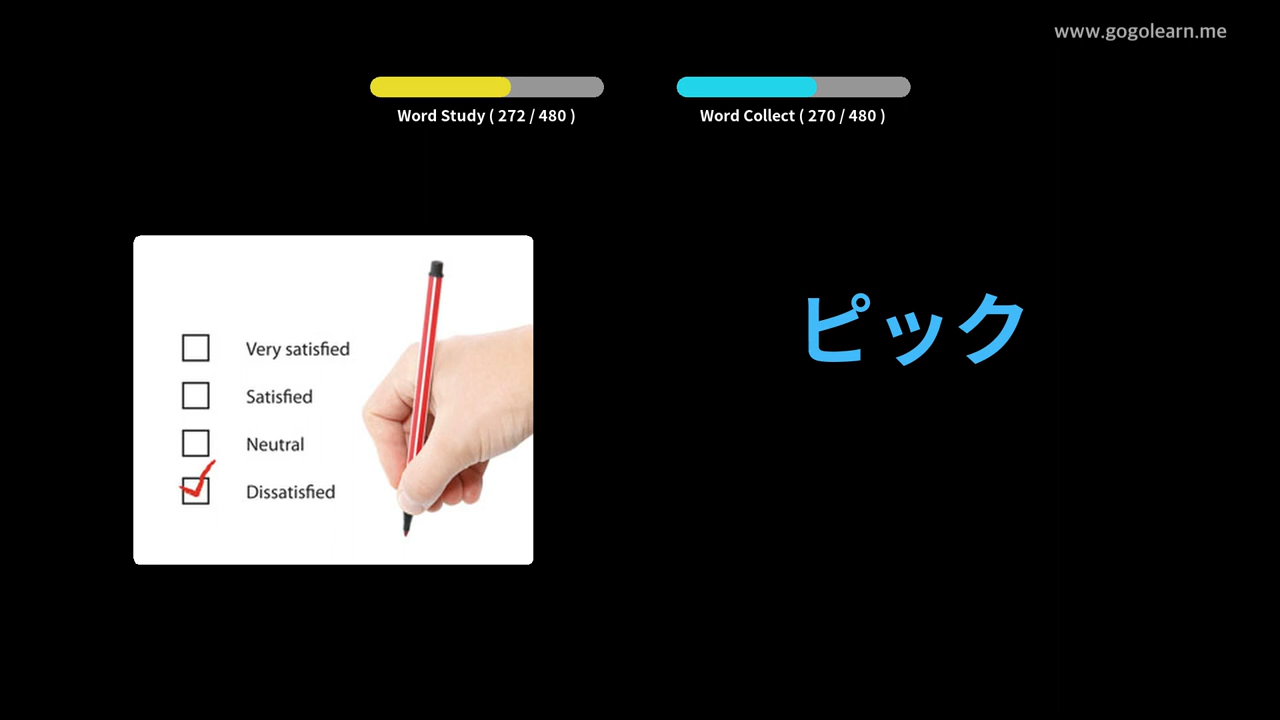 www.gogolearn.me
Word Study ( 272 / 480 )
Word Collect ( 270 / 480 )
Very satisfied
Satisfied
Neutral
Dissatisfied
ピック